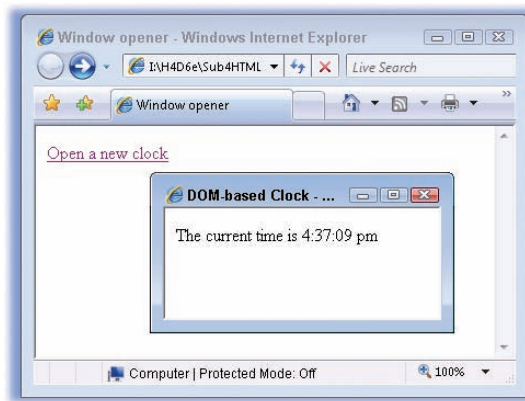 Window opener - Windows Internet Explorer
I:\H4D6e\Sub4HTML
Live Search
Window opener
Open a new clock
DOM-based Clock - ...
The current time is 4:37:09 pm
Computer | Protected Mode: Off
100%